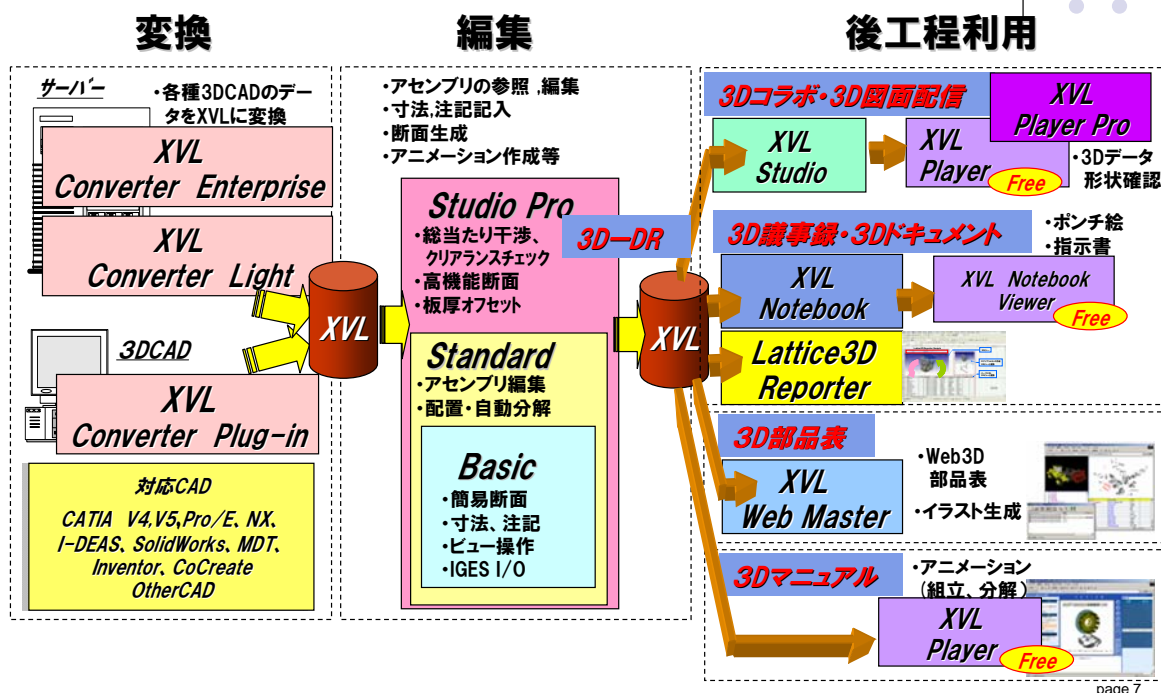 変換
編集
後工程利用
サーバー
・各種3DCADのデー
タをXVLに変換
XVL
Converter Enterprise
XVL
Converter Light
3DCAD
XVL
Converter Plug-in
対応CAD
CATIA V4,V5,Pro/E、NX、
I-DEAS、SolidWorks、MDT、
Inventor、CoCreate
OtherCAD
XVL
・アセンブリの参照 ,編集
・寸法,注記記入
・断面生成
・アニメーション作成等
Studio Pro
・総当たり干渉、
クリアランスチェック
・高機能断面
・板厚オフセット
Standard
・アセンブリ編集
・配置・自動分解
Basic
・簡易断面
・寸法、注記
・ビュー操作
・IGES I/O
3DーDR
XVL
3Dコラボ・3D図面配信
XVL
Studio
XVL
Player
Free
XVL
Player Pro
・3Dデータ
形状確認
3D議事録・3Dドキュメント
・ポンチ絵
・指示書
XVL
Notebook
XVL Notebook
Viewer
Free
Lattice3D
Reporter
3D部品表
XVL
Web Master
・Web3D
部品表
・イラスト生成
3Dマニュアル
・アニメーション
（組立、分解）
XVL
Player
Free
page 7